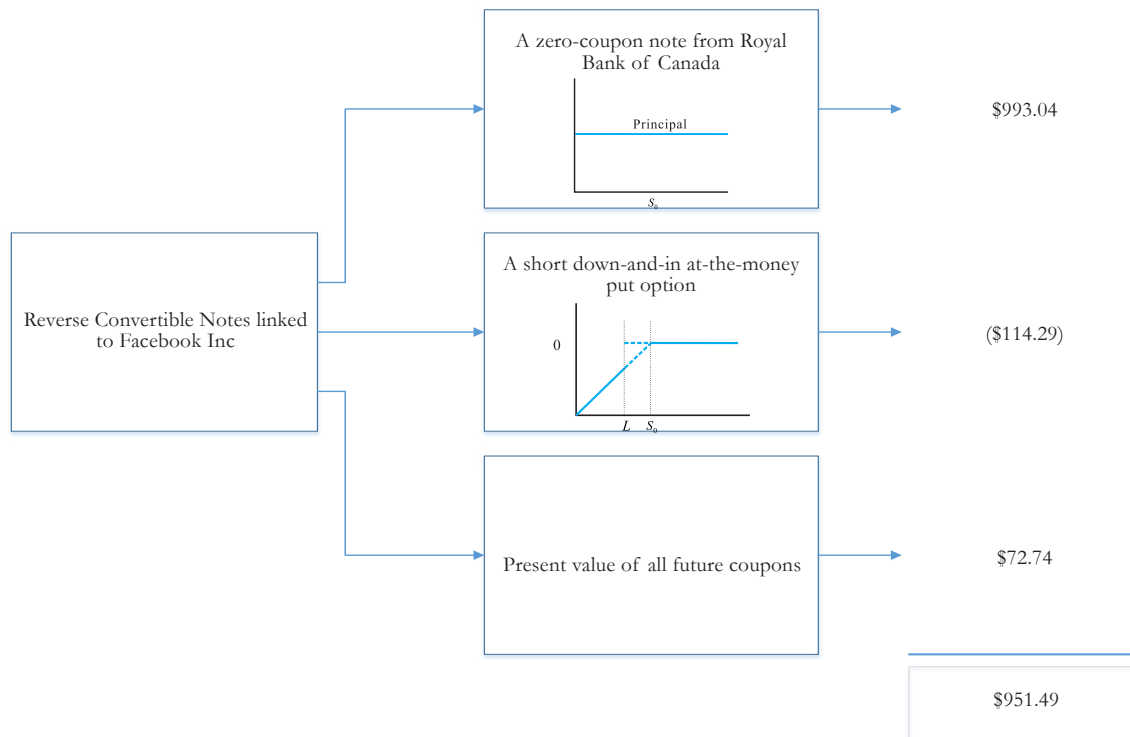 A zero-coupon note from Royal
Bank of Canada
Principal
S₀
$993.04
Reverse Convertible Notes linked
to Facebook Inc
A short down-and-in at-the-money
put option
0
L S₀
($114.29)
Present value of all future coupons
$72.74
$951.49